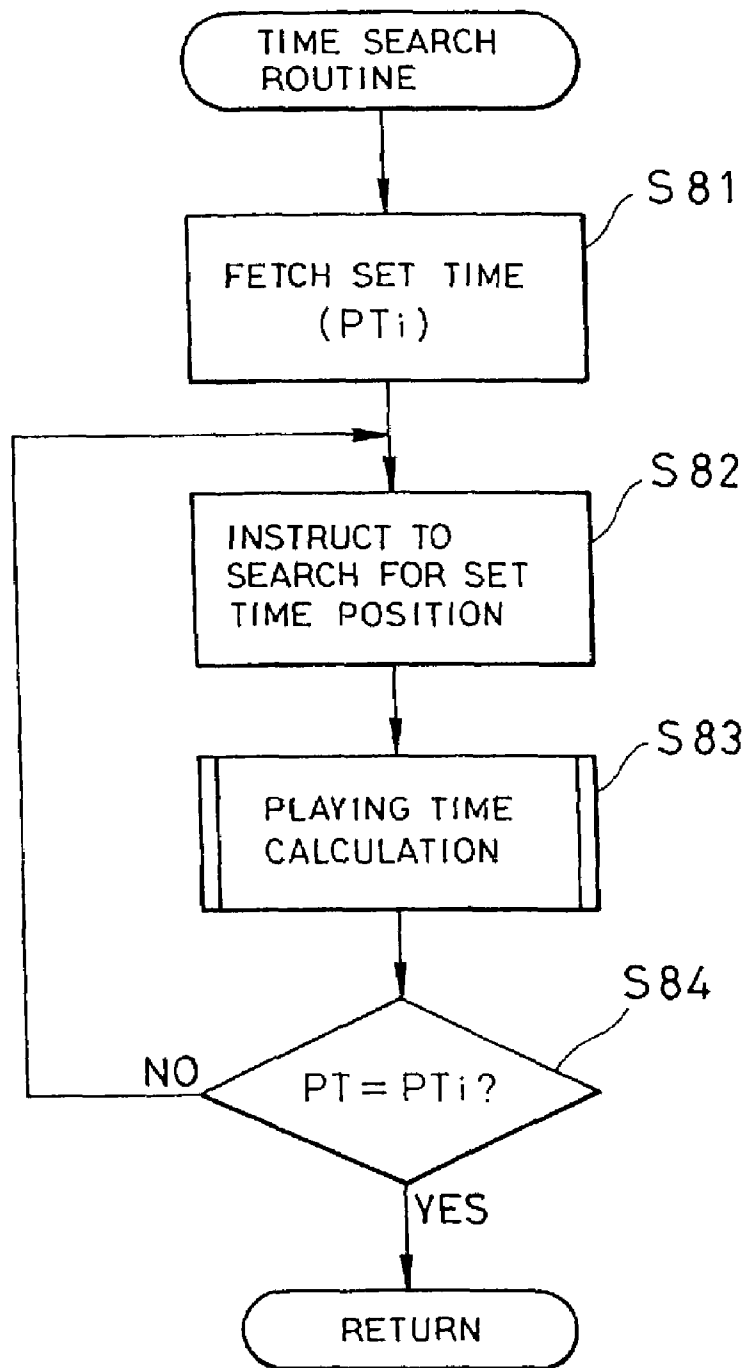 TIME SEARCH
ROUTINE
S81
FETCH SET TIME
(PTi)
S82
INSTRUCT TO
SEARCH FOR SET
TIME POSITION
S83
PLAYING TIME
CALCULATION
S84
NO
PT=PTi?
YES
RETURN